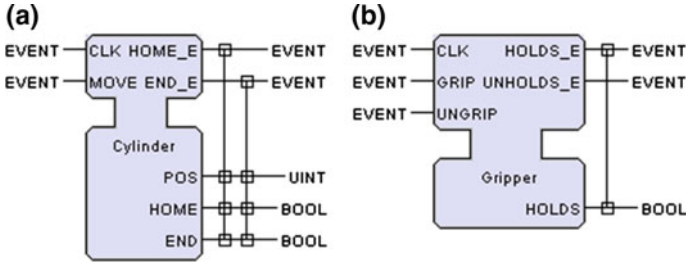 (a)
EVENT CLK HOME_E EVENT
EVENT MOVE END_E EVENT
Cylinder
POS UINT
HOME BOOL
END BOOL
(b)
EVENT CLK HOLDS_E EVENT
EVENT GRIP UNHOLDS_E EVENT
EVENT UNGRIP
Gripper
HOLDS BOOL